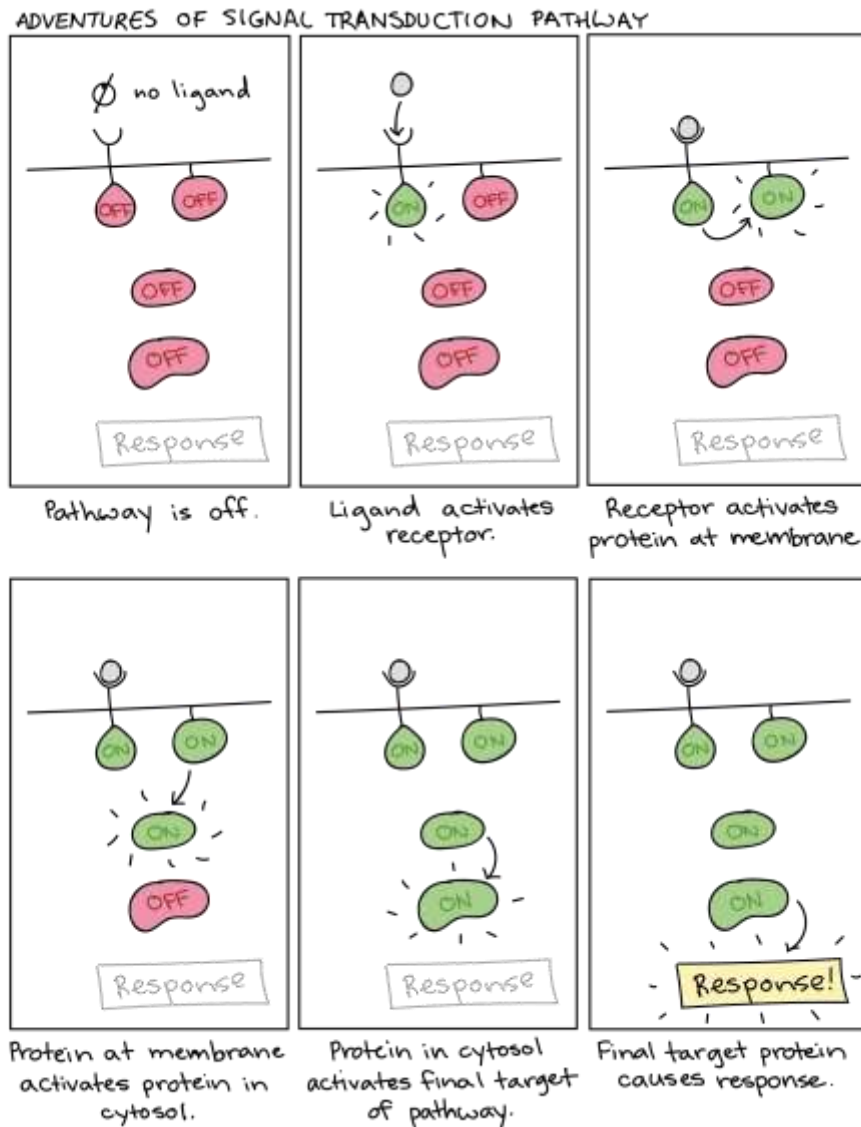 ADVENTURES OF SIGNAL TRANSDUCTION PATHWAY
Ø no ligand
OFF
OFF
OFF
OFF
Response
Pathway is off.
ON
OFF
OFF
OFF
Response
Ligand activates
receptor.
ON
ON
OFF
OFF
Response
Receptor activates
protein at membrane
ON
ON
ON
OFF
Response
Protein at membrane
activates protein in
cytosol.
ON
ON
ON
ON
Response
Protein in cytosol
activates final target
of pathway.
ON
ON
ON
ON
Response!
Final target protein
causes response.